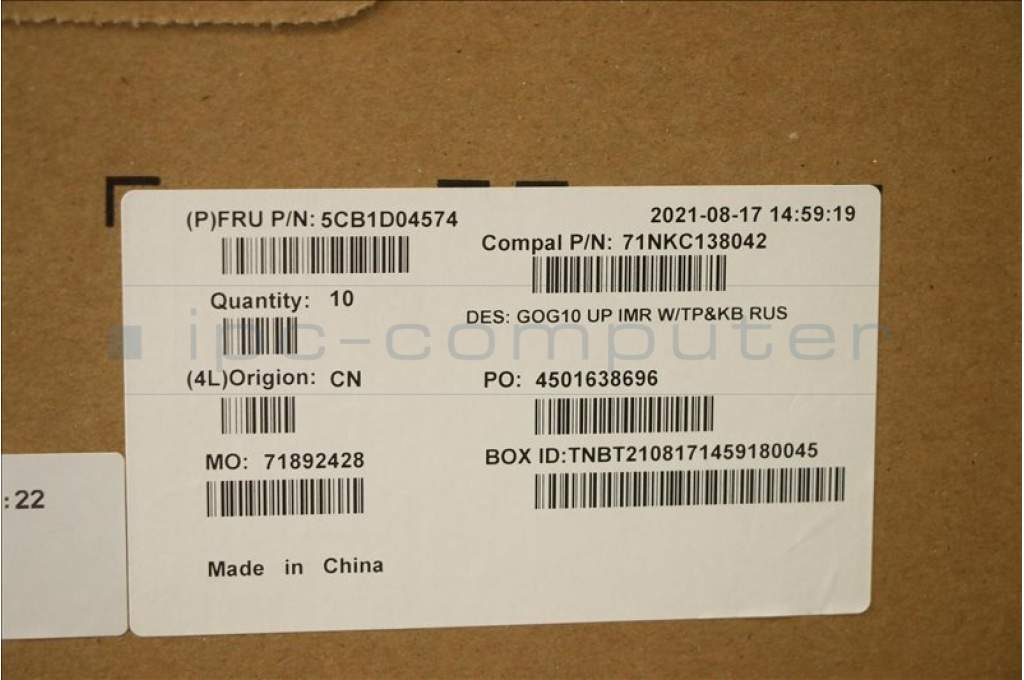 (P)FRU P/N: 5CB1D04574
2021-08-17 14:59:19
Compal P/N: 71NKC138042
Quantity: 10
DES: GOG10 UP IMR W/TP&KB RUS
ipc-computer
(4L)Origion: CN
PO: 4501638696
MO: 71892428
BOX ID:TNBT2108171459180045
:22
Made in China